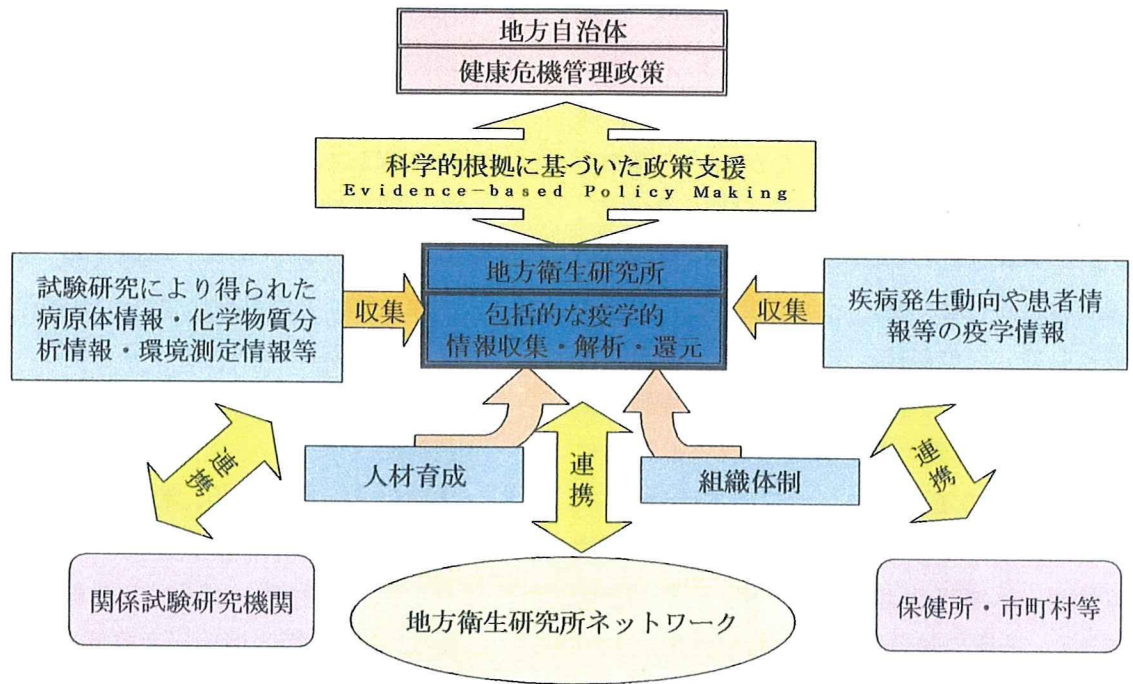 地方自治体
健康危機管理政策
科学的根拠に基づいた政策支援
Evidence-based Policy Making
試験研究により得られた
病原体情報・化学物質分
析情報・環境測定情報等
収集
地方衛生研究所
包括的な疫学的
情報収集・解析・還元
収集
疾病発生動向や患者情
報等の疫学情報
連携
人材育成
連携
組織体制
連携
関係試験研究機関
地方衛生研究所ネットワーク
保健所・市町村等